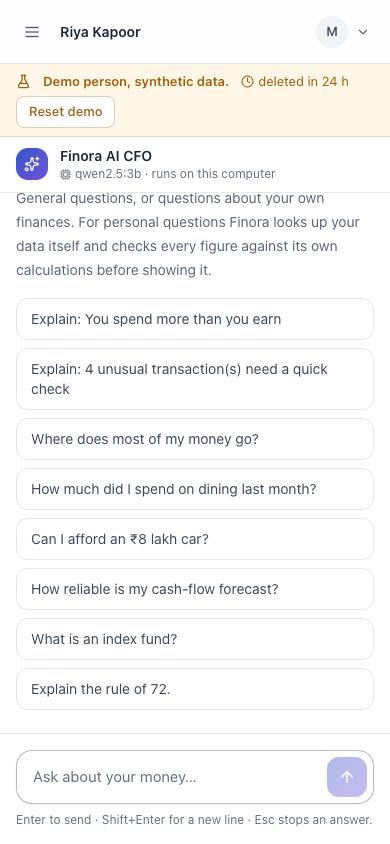 Riya Kapoor
M
Demo person, synthetic data. deleted in 24 h
Reset demo
Finora AI CFO
qwen2.5:3b · runs on this computer
General questions, or questions about your own
finances. For personal questions Finora looks up your
data itself and checks every figure against its own
calculations before showing it.
Explain: You spend more than you earn
Explain: 4 unusual transaction(s) need a quick
check
Where does most of my money go?
How much did I spend on dining last month?
Can I afford an ₹8 lakh car?
How reliable is my cash-flow forecast?
What is an index fund?
Explain the rule of 72.
Ask about your money...
Enter to send · Shift+Enter for a new line · Esc stops an answer.